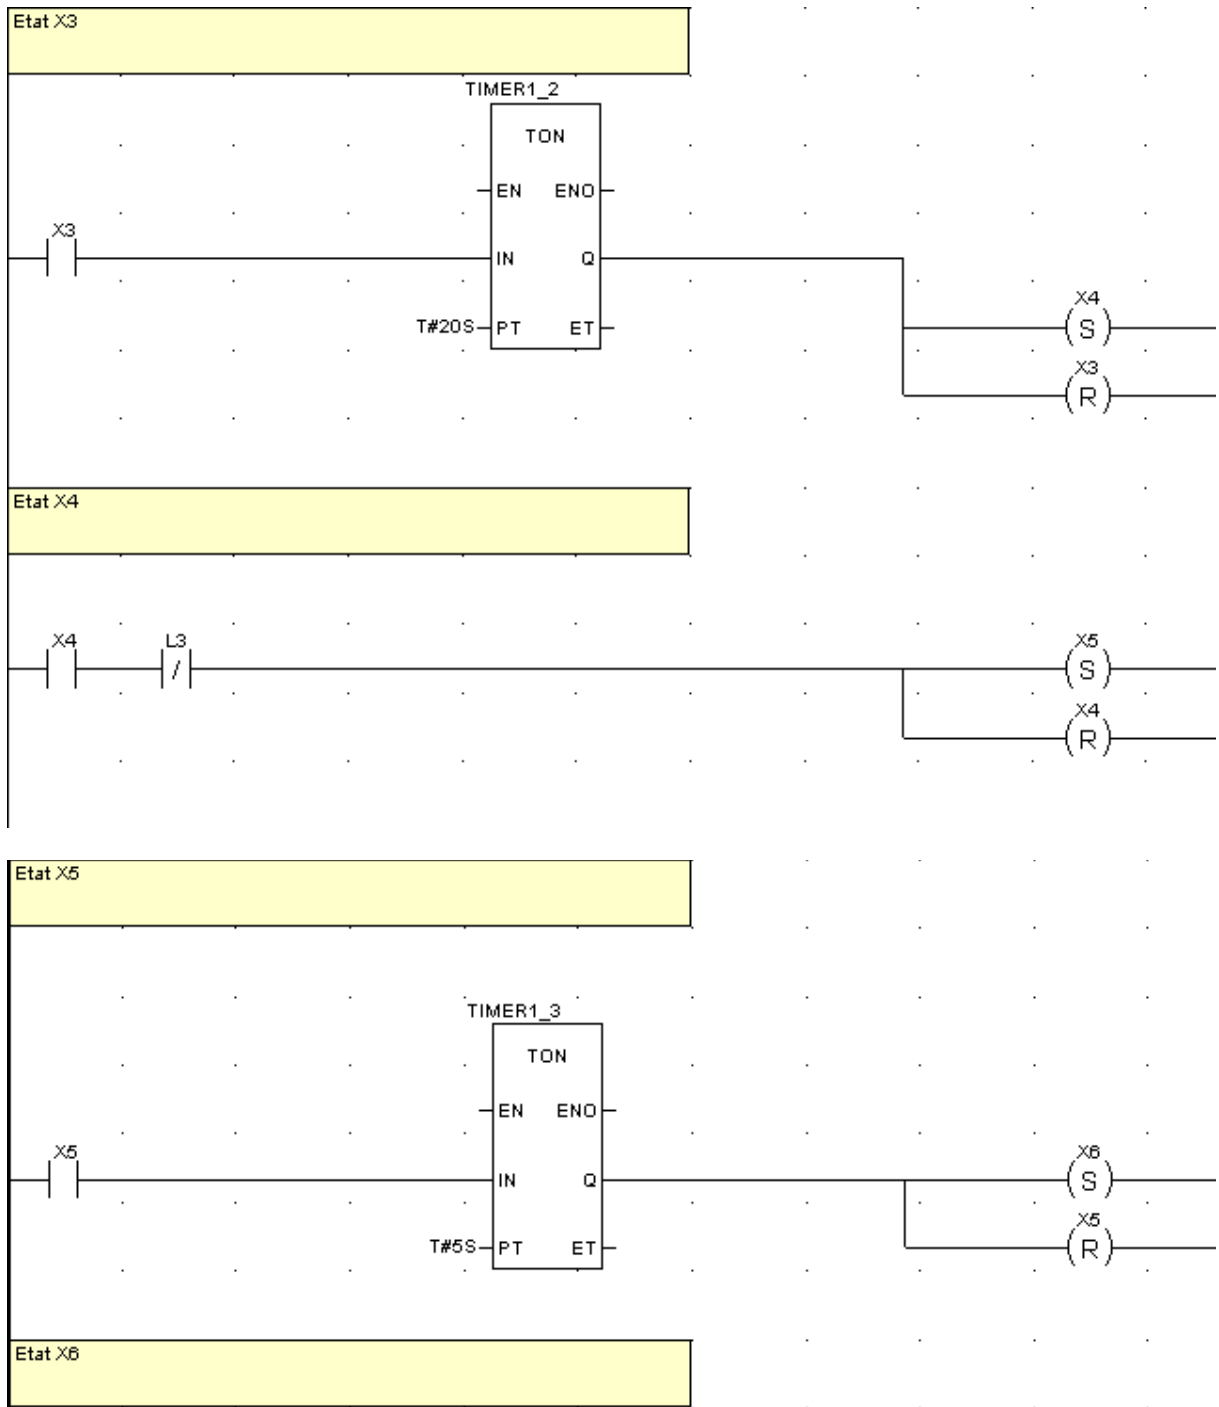 Etat X3
TIMER1_2
TON
EN ENO
X3
IN Q
X4
S
T#20S PT ET
X3
R
Etat X4
X4 L3 X5
/ S
X4
R
Etat X5
TIMER1_3
TON
EN ENO
X5 X6
IN Q S
X5
T#5S PT ET R
Etat X6